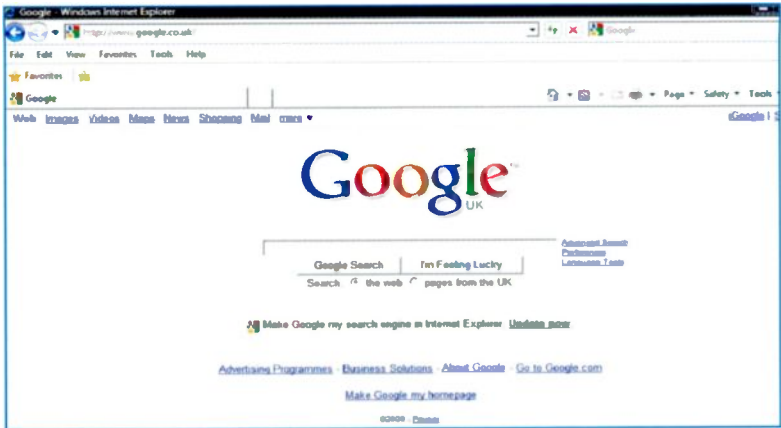 Google - Windows Internet Explorer
http://www.google.co.uk/ Google
File Edit View Favorites Tools Help
Favorites
Google Page Safety Tools
Web Images Videos Maps News Shopping Mail more iGoogle |
Google™
UK
Advanced Search
Preferences
Language Tools
Google Search I'm Feeling Lucky
Search the web pages from the UK
Make Google my search engine in Internet Explorer Update now
Advertising Programmes - Business Solutions - About Google - Go to Google.com
Make Google my homepage
©2009 - Privacy